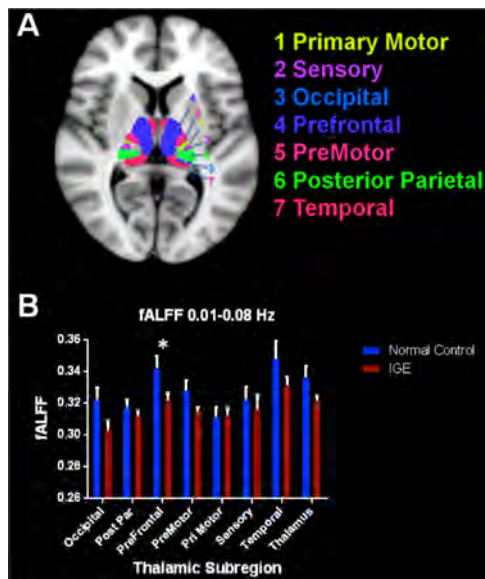 A
1 Primary Motor
2 Sensory
3 Occipital
4 Prefrontal
5 PreMotor
6 Posterior Parietal
7 Temporal
B
fALFF 0.01-0.08 Hz
0.36
0.34
0.32
0.30
0.28
0.26
fALFF
*
Normal Control
IGE
Occipital
Post Par
PreFrontal
PreMotor
Pri Motor
Sensory
Temporal
Thalamus
Thalamic Subregion